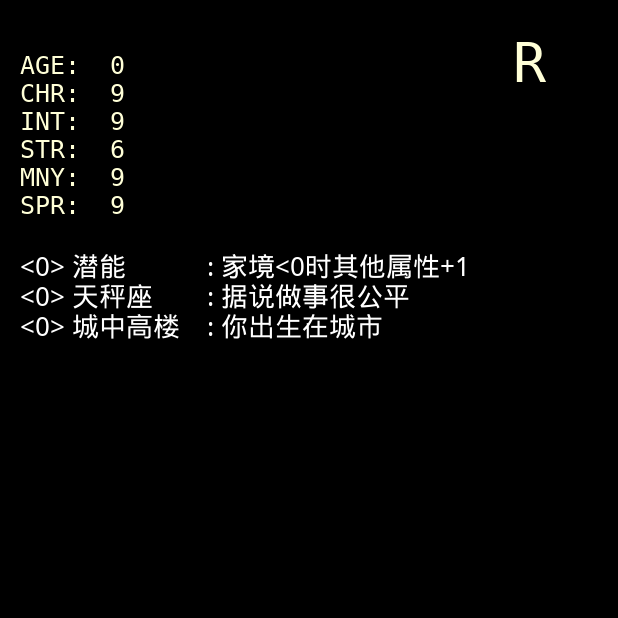 R
AGE: 0
CHR: 9
INT: 9
STR: 6
MNY: 9
SPR: 9
<0> 潜能 : 家境<0时其他属性+1
<0> 天秤座 : 据说做事很公平
<0> 城中高楼 : 你出生在城市